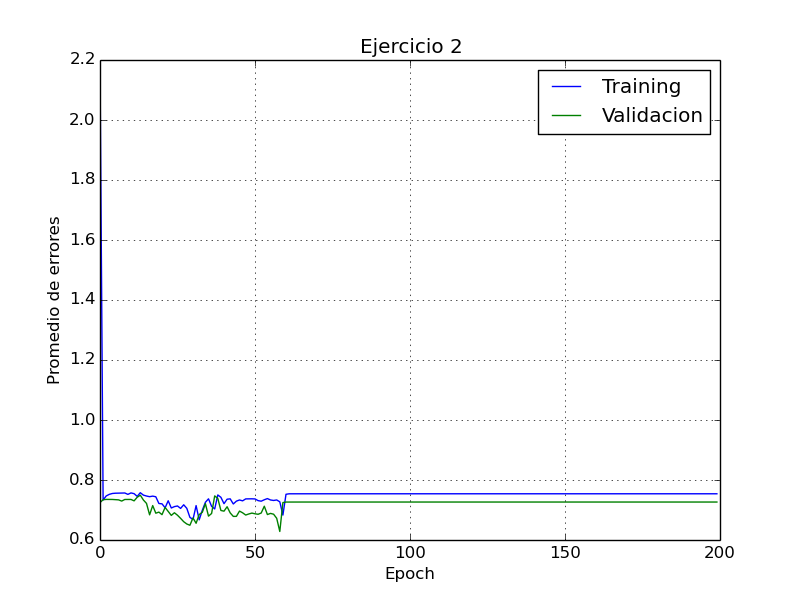 Ejercicio 2
Training
Validacion
Promedio de errores
2.2
2.0
1.8
1.6
1.4
1.2
1.0
0.8
0.6
0 50 100 150 200
Epoch